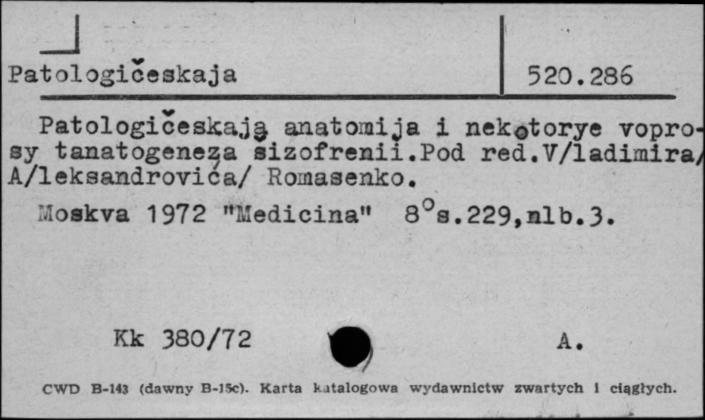 Patologičeskaja 520.286
Patologičeskaja anatomija i nekotorye vopro-
sy tanatogeneza sizofrenii.Pod red.V/ladimira/
A/leksandroviča/ Romasenko.
Moskva 1972 "Medicina" 8°s.229,nlb.3.
Kk 380/72 A.
CWD B-143 (dawny B-15c). Karta katalogowa wydawnictw zwartych i ciągłych.